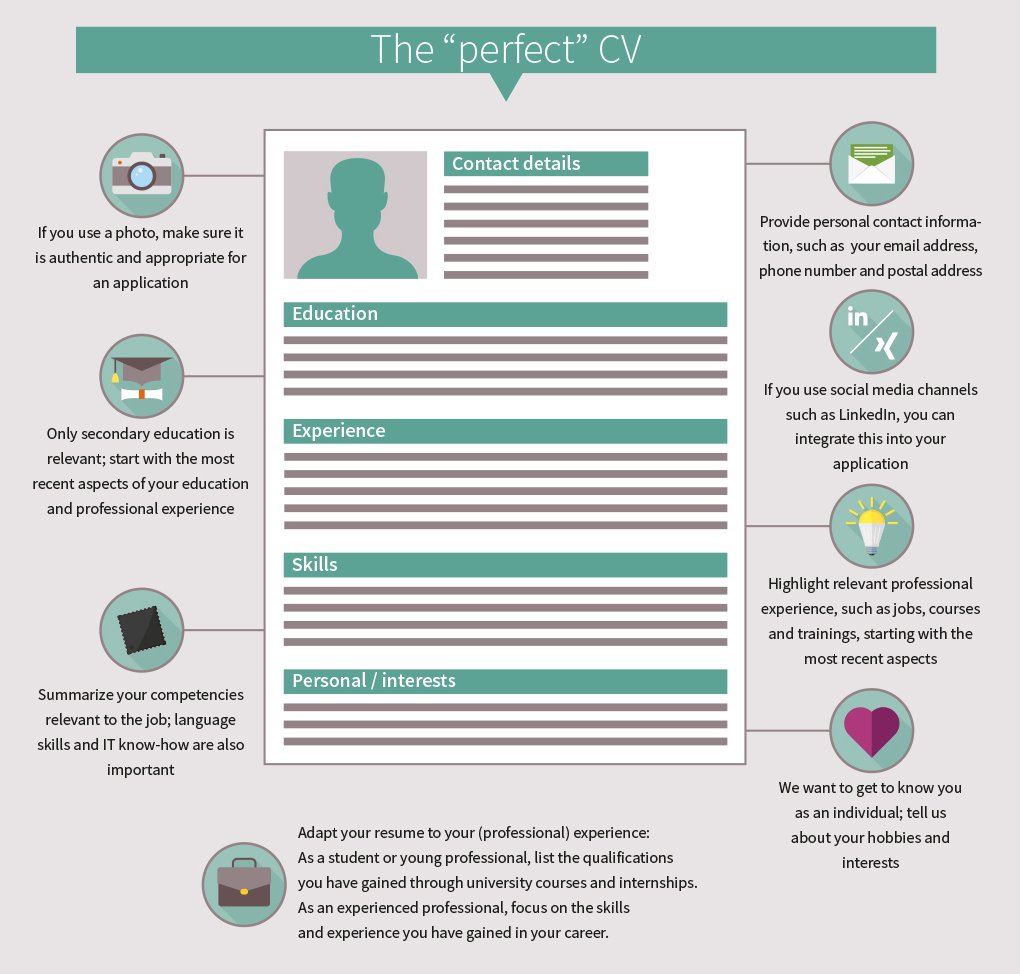 The “perfect” CV
If you use a photo, make sure it
is authentic and appropriate for
an application
Only secondary education is
relevant; start with the most
recent aspects of your education
and professional experience
Summarize your competencies
relevant to the job; language
skills and IT know-how are also
important
Contact details
Education
Experience
Skills
Personal / interests
Provide personal contact informa-
tion, such as your email address,
phone number and postal address
in
If you use social media channels
such as LinkedIn, you can
integrate this into your
application
Highlight relevant professional
experience, such as jobs, courses
and trainings, starting with the
most recent aspects
We want to get to know you
as an individual; tell us
about your hobbies and
interests
Adapt your resume to your (professional) experience:
As a student or young professional, list the qualifications
you have gained through university courses and internships.
As an experienced professional, focus on the skills
and experience you have gained in your career.